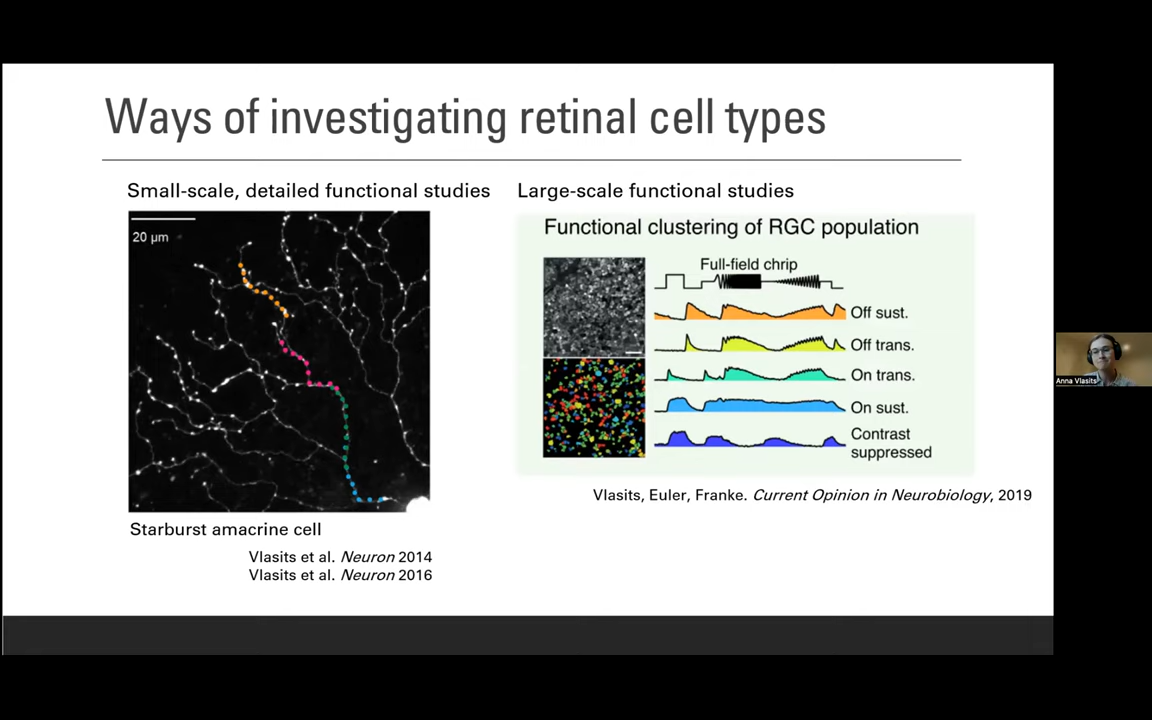 Ways of investigating retinal cell types
Small-scale, detailed functional studies
20 µm
Starburst amacrine cell
Vlasits et al. Neuron 2014
Vlasits et al. Neuron 2016
Large-scale functional studies
Functional clustering of RGC population
Full-field chrip
Off sust.
Off trans.
On trans.
On sust.
Contrast
suppressed
Vlasits, Euler, Franke. Current Opinion in Neurobiology, 2019
Anna Vlasits